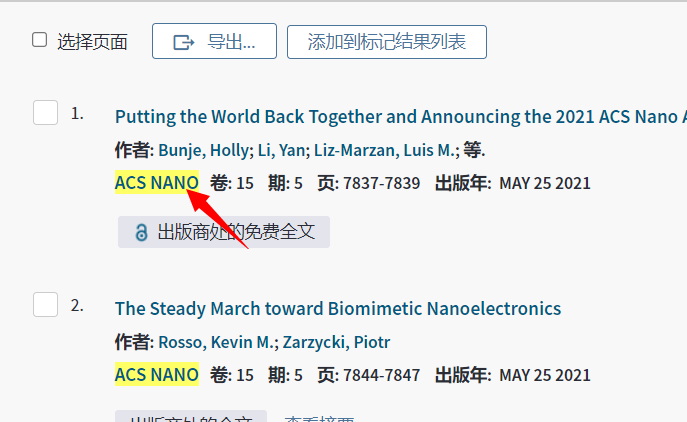 选择页面 导出... 添加到标记结果列表
1. Putting the World Back Together and Announcing the 2021 ACS Nano
作者: Bunje, Holly; Li, Yan; Liz-Marzan, Luis M.; 等.
ACS NANO 卷: 15 期: 5 页: 7837-7839 出版年: MAY 25 2021
出版商处的免费全文
2. The Steady March toward Biomimetic Nanoelectronics
作者: Rosso, Kevin M.; Zarzycki, Piotr
ACS NANO 卷: 15 期: 5 页: 7844-7847 出版年: MAY 25 2021